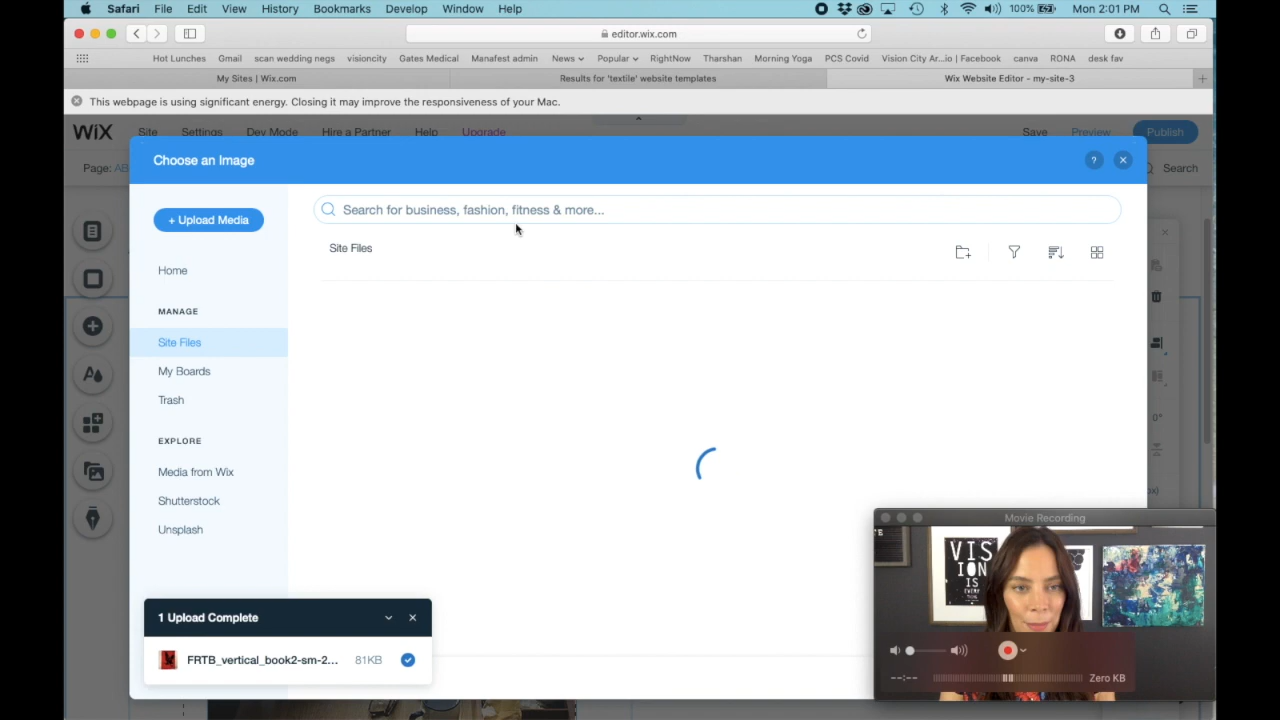 Safari File Edit View History Bookmarks Develop Window Help 100% Mon 2:01 PM
editor.wix.com
Hot Lunches Gmail scan wedding negs visioncity Gates Medical Manafest admin News Popular RightNow Tharshan Morning Yoga PCS Covid Vision City Ar...io | Facebook canva RONA desk fav
My Sites | Wix.com Results for 'textile' website templates Wix Website Editor - my-site-3
This webpage is using significant energy. Closing it may improve the responsiveness of your Mac.
WiX Site Settings Dev Mode Hire a Partner Help Upgrade Save Preview Publish
Page: AB Search
Choose an Image ?
+ Upload Media
Search for business, fashion, fitness & more...
Site Files
Home
MANAGE
Site Files
My Boards
Trash
EXPLORE
Media from Wix
Shutterstock
Unsplash
0°
1 Upload Complete
FRTB_vertical_book2-sm-2... 81KB
Movie Recording
VIS
ION
IS
--:-- Zero KB